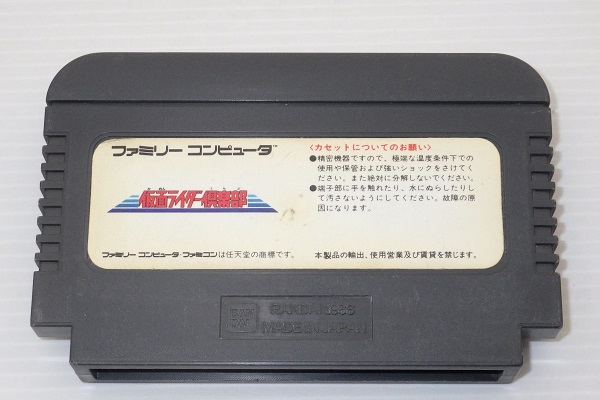 ファミリー コンピュータ™
仮面ライダー倶楽部
ファミリー コンピュータ・ファミコンは任天堂の商標です。
〈カセットについてのお願い〉
●精密機器ですので、極端な温度条件下での
使用や保管および強いショックをさけてく
ださい。また絶対に分解しないでください。
●端子部に手を触れたり、水にぬらしたりし
て汚さないようにしてください。故障の原
因になります。
本製品の輸出、使用営業及び賃貸を禁じます。
BANDAI 1985
MADE IN JAPAN